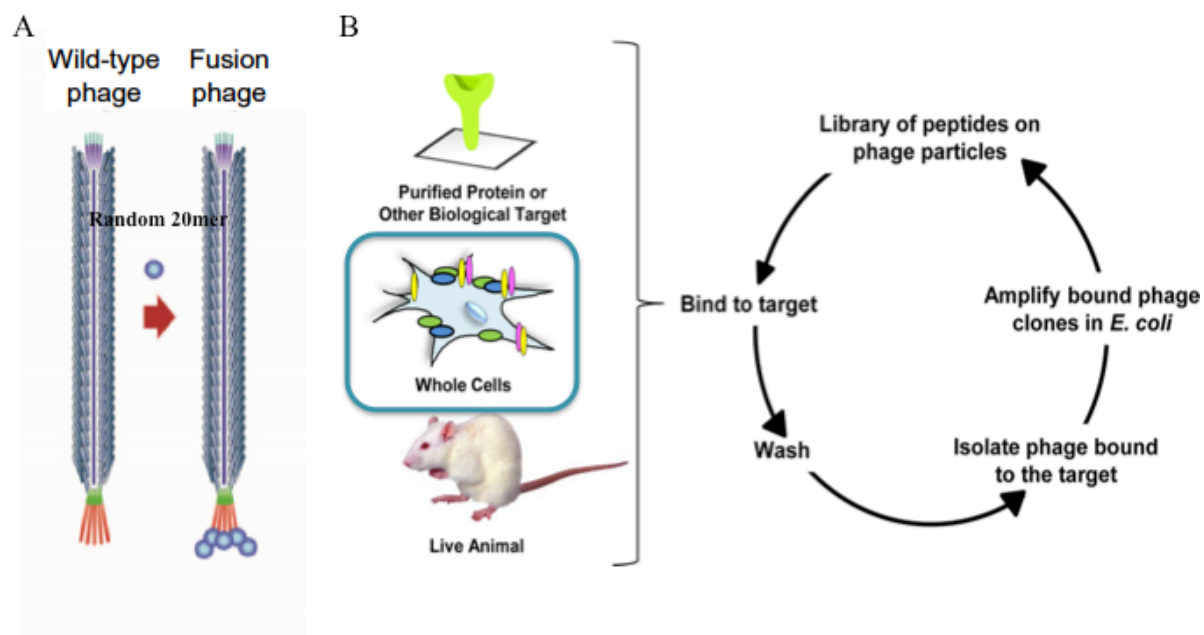 A
B
Wild-type
phage
Fusion
phage
Random 20mer
Purified Protein or
Other Biological Target
Whole Cells
Live Animal
Library of peptides on
phage particles
Bind to target
Amplify bound phage
clones in E. coli
Wash
Isolate phage bound
to the target